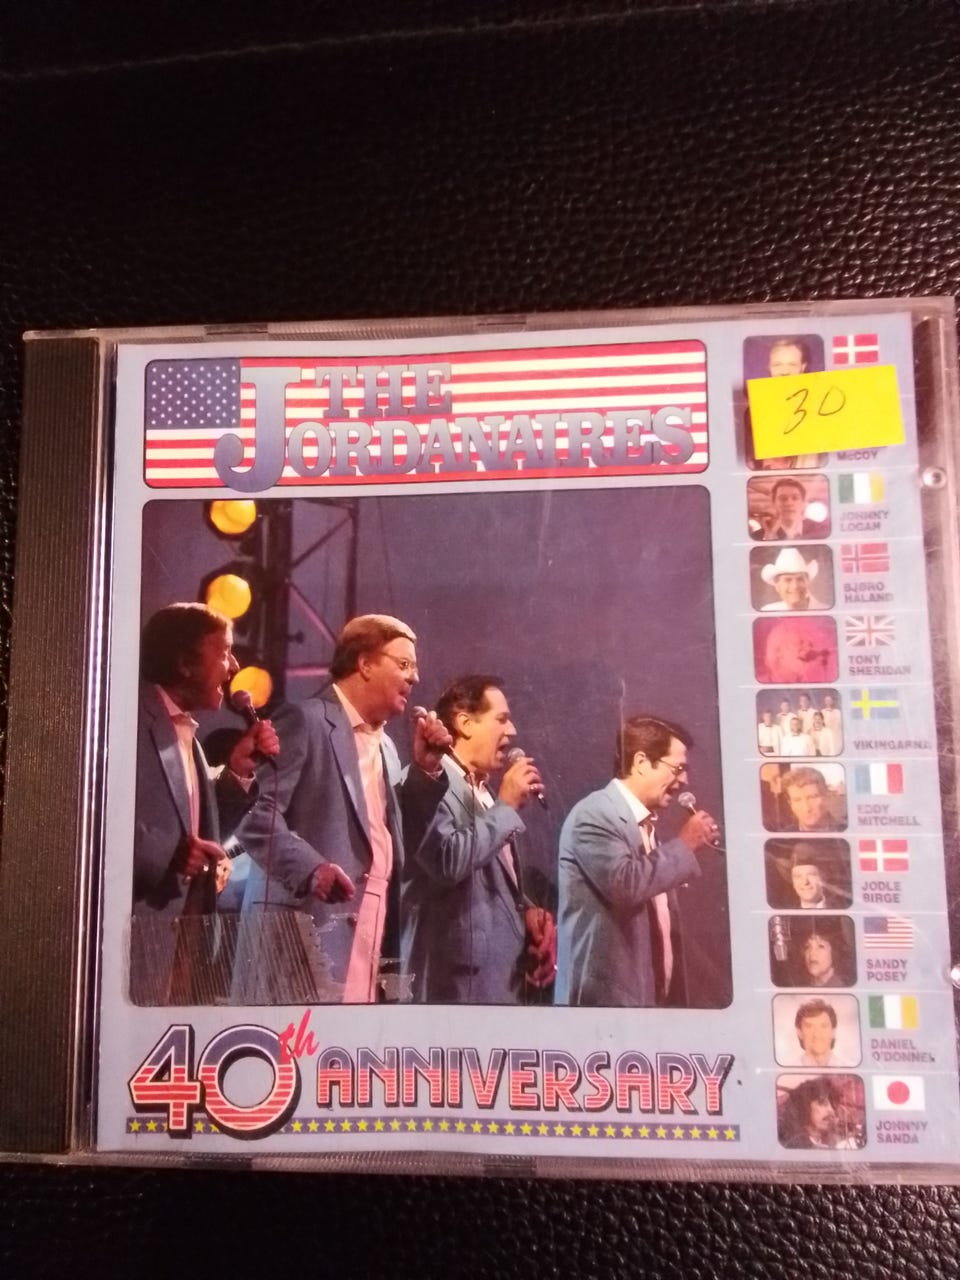 THE
JORDANAIRES
30
McCOY
JOHNNY
LOGAN
BJØRO
HÅLAND
TONY
SHERIDAN
VIKINGARNA
EDDY
MITCHELL
JODLE
BIRGE
SANDY
POSEY
DANIEL
O'DONNEL
JOHNNY
SANDA
40th ANNIVERSARY